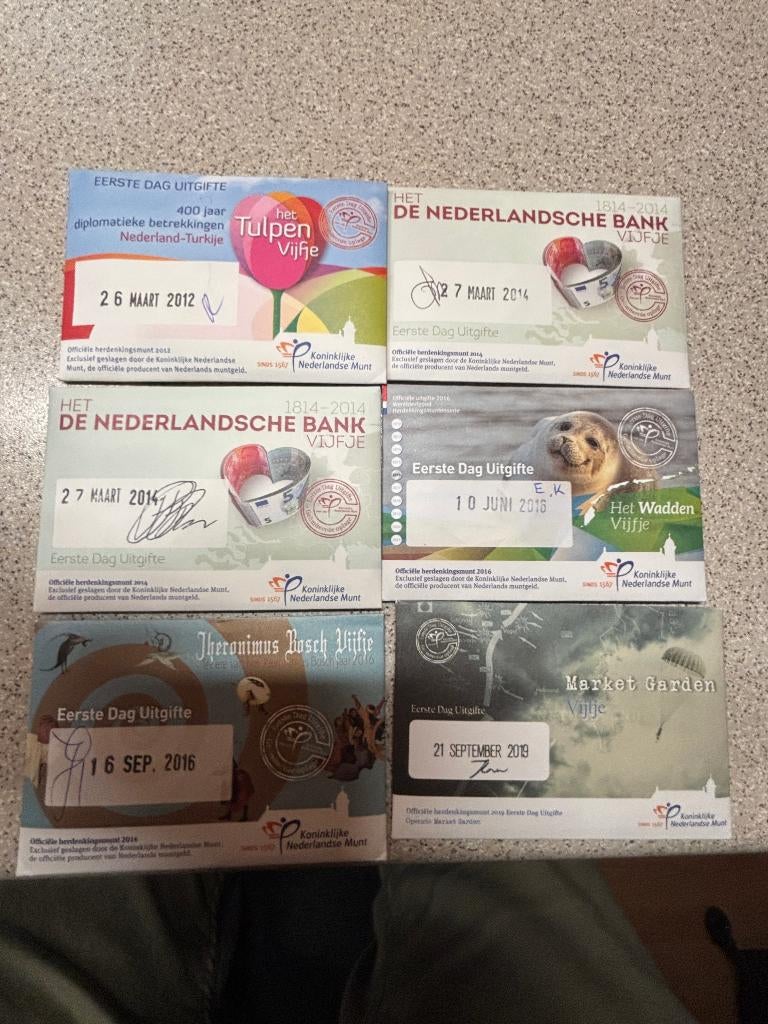 EERSTE DAG UITGIFTE
400 jaar
diplomatieke betrekkingen
Nederland-Turkije
het
Tulpen
Vijfje
26 MAART 2012
Officiële herdenkingsmunt 2012
Exclusief geslagen door de Koninklijke Nederlandse
Munt, de officiële producent van Nederlands muntgeld.
SINDS 1567
Koninklijke
Nederlandse Munt
HET 1814-2014
DE NEDERLANDSCHE BANK
VIJFJE
27 MAART 2014
Eerste Dag Uitgifte
Officiële herdenkingsmunt 2014
Exclusief geslagen door de Koninklijke Nederlandse Munt,
de officiële producent van Nederlands muntgeld.
SINDS 1567
Koninklijke
Nederlandse Munt
HET 1814-2014
DE NEDERLANDSCHE BANK
VIJFJE
27 MAART 2014
Eerste Dag Uitgifte
Officiële herdenkingsmunt 2014
Exclusief geslagen door de Koninklijke Nederlandse Munt,
de officiële producent van Nederlands muntgeld.
SINDS 1567
Koninklijke
Nederlandse Munt
Officiële uitgifte 2016
Werelderfgoed
Herdenkingsmuntenserie
Eerste Dag Uitgifte
E.K
10 JUNI 2016
Het Wadden
Vijfje
Officiële herdenkingsmunt 2016
Exclusief geslagen door de Koninklijke Nederlandse Munt,
de officiële producent van Nederlands muntgeld.
SINDS 1567
Koninklijke
Nederlandse Munt
Jheronimus Bosch Vijfje
Eerste Dag Uitgifte
16 SEP. 2016
Officiële herdenkingsmunt 2016
Exclusief geslagen door de Koninklijke Nederlandse Munt,
de officiële producent van Nederlands muntgeld.
SINDS 1567
Koninklijke
Nederlandse Munt
Market Garden
Vijfje
Eerste Dag Uitgifte
21 SEPTEMBER 2019
Officiële herdenkingsmunt 2019 Eerste Dag Uitgifte
Operatie Market Garden
SINDS 1567
Koninklijke
Nederlandse Munt